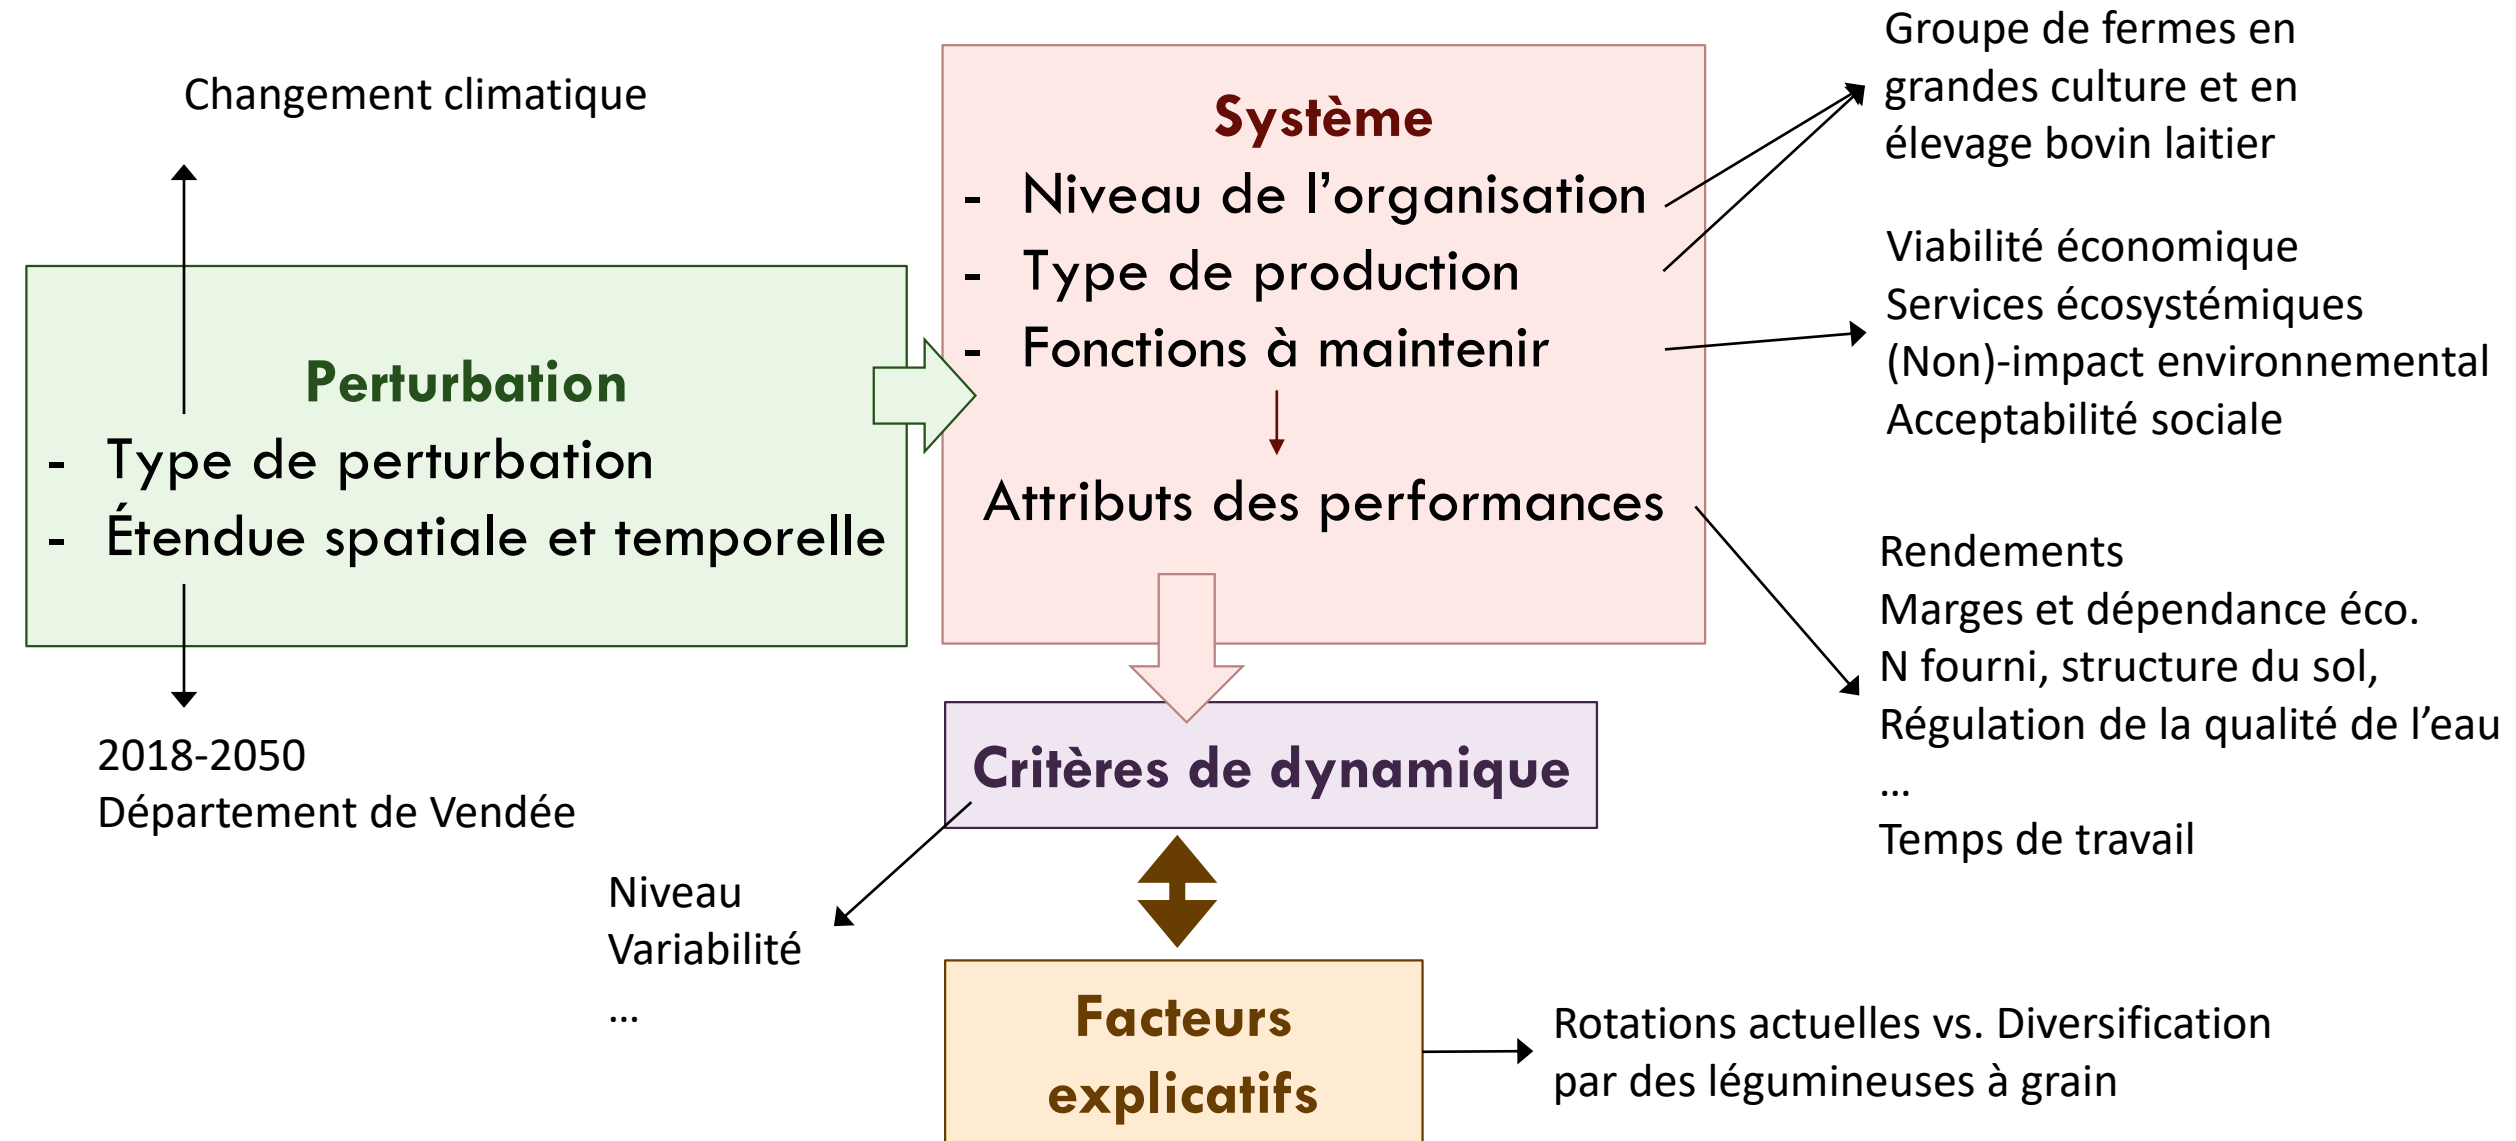 Changement climatique
Perturbation
- Type de perturbation
- Étendue spatiale et temporelle
2018-2050
Département de Vendée
Système
- Niveau de l’organisation
- Type de production
- Fonctions à maintenir
Attributs des performances
Groupe de fermes en
grandes culture et en
élevage bovin laitier
Viabilité économique
Services écosystémiques
(Non)-impact environnemental
Acceptabilité sociale
Rendements
Marges et dépendance éco.
N fourni, structure du sol,
Régulation de la qualité de l’eau
…
Temps de travail
Critères de dynamique
Niveau
Variabilité
…
Facteurs
explicatifs
Rotations actuelles vs. Diversification
par des légumineuses à grain